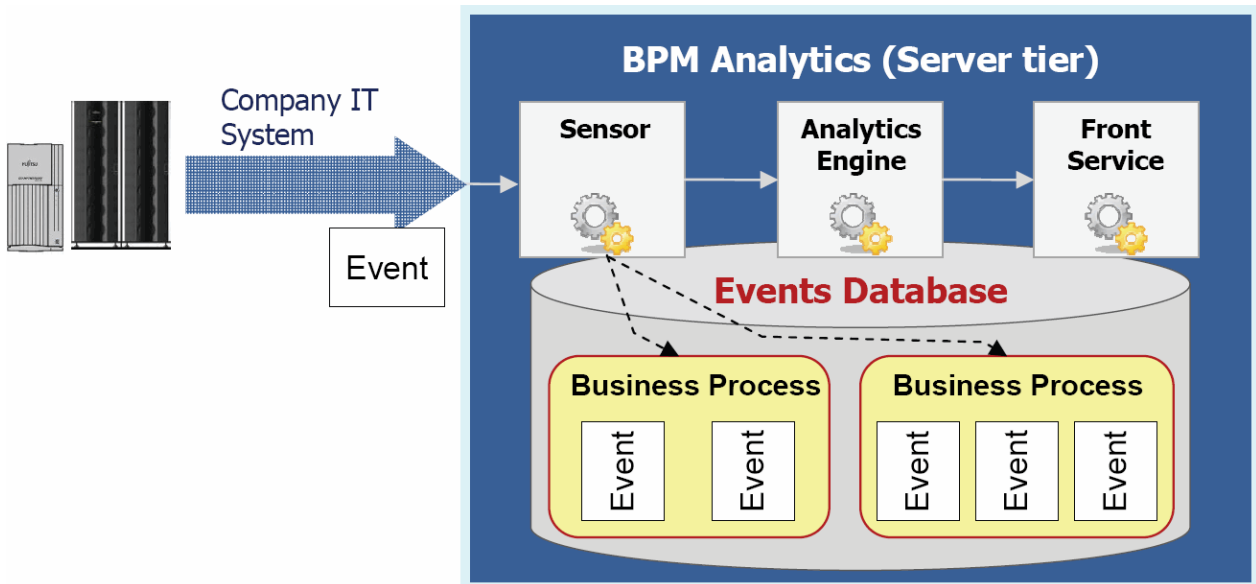 BPM Analytics (Server tier)
Company IT
System
Sensor
Analytics
Engine
Front
Service
FUJITSU
Event
Events Database
Business Process
Business Process
Event
Event
Event
Event
Event